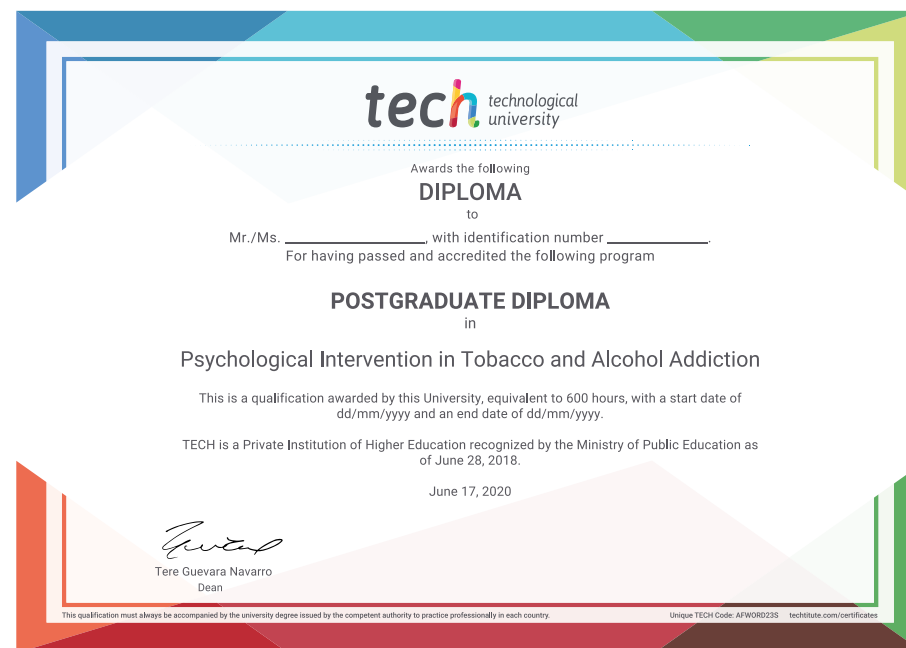 tech technological
university
Awards the following
DIPLOMA
to
Mr./Ms. ____________________, with identification number ______________.
For having passed and accredited the following program
POSTGRADUATE DIPLOMA
in
Psychological Intervention in Tobacco and Alcohol Addiction
This is a qualification awarded by this University, equivalent to 600 hours, with a start date of
dd/mm/yyyy and an end date of dd/mm/yyyy.
TECH is a Private Institution of Higher Education recognized by the Ministry of Public Education as
of June 28, 2018.
June 17, 2020
Tere Guevara Navarro
Dean
This qualification must always be accompanied by the university degree issued by the competent authority to practice professionally in each country. Unique TECH Code: AFWORD23S techtitute.com/certificates